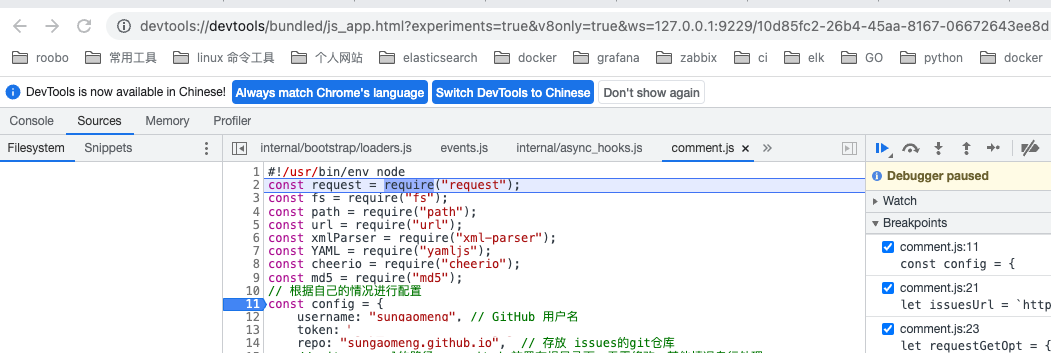 devtools://devtools/bundled/js_app.html?experiments=true&v8only=true&ws=127.0.0.1:9229/10d85fc2-26b4-45aa-8167-06672643ee8d
roobo 常用工具 linux 命令工具 个人网站 elasticsearch docker grafana zabbix ci elk GO python docker
DevTools is now available in Chinese! Always match Chrome's language Switch DevTools to Chinese Don't show again
Console Sources Memory Profiler
Filesystem Snippets internal/bootstrap/loaders.js events.js internal/async_hooks.js comment.js × »
1 #!/usr/bin/env node
2 const request = require("request");
3 const fs = require("fs");
4 const path = require("path");
5 const url = require("url");
6 const xmlParser = require("xml-parser");
7 const YAML = require("yamljs");
8 const cheerio = require("cheerio");
9 const md5 = require("md5");
10 // 根据自己的情况进行配置
11 const config = {
12 username: "sungaomeng", // GitHub 用户名
13 token: '
14 repo: "sungaomeng.github.io", // 存放 issues的git仓库
Debugger paused
Watch
Breakpoints
comment.js:11
const config = {
comment.js:21
let issuesUrl = `http
comment.js:23
let requestGetOpt = {